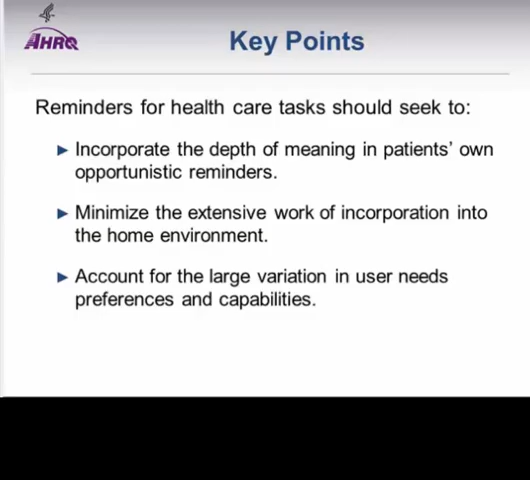 AHRQ
Key Points
Reminders for health care tasks should seek to:
► Incorporate the depth of meaning in patients' own
opportunistic reminders.
► Minimize the extensive work of incorporation into
the home environment.
► Account for the large variation in user needs
preferences and capabilities.